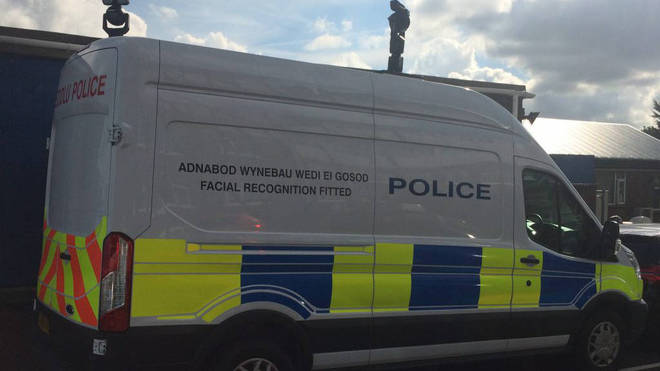 POLICE
ADNABOD WYNEBAU WEDI EI GOSOD
FACIAL RECOGNITION FITTED
POLICE